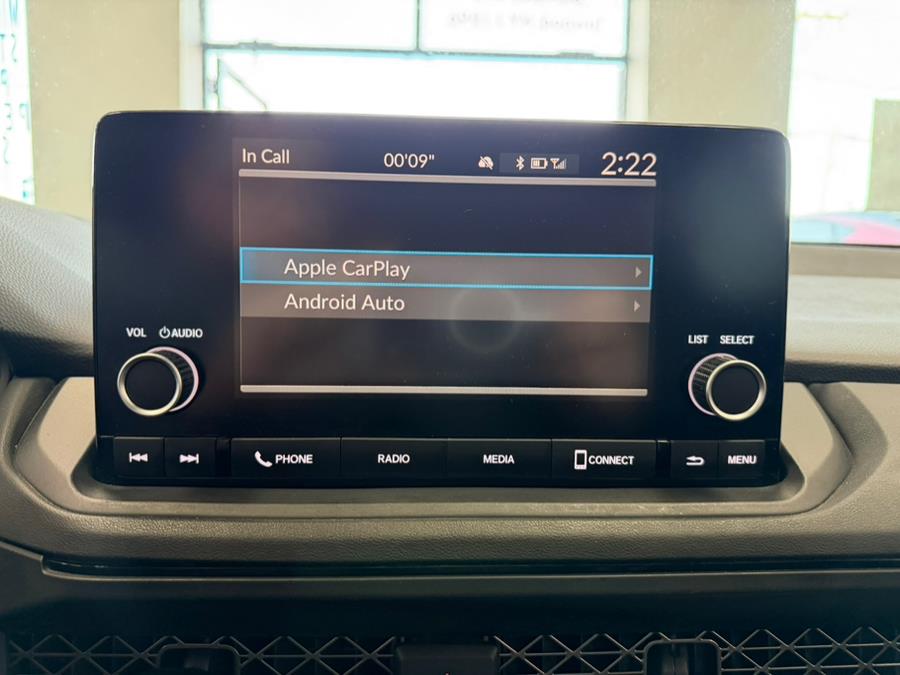 In Call 00'09" 2:22
Apple CarPlay
Android Auto
VOL AUDIO
LIST SELECT
PHONE RADIO MEDIA CONNECT MENU